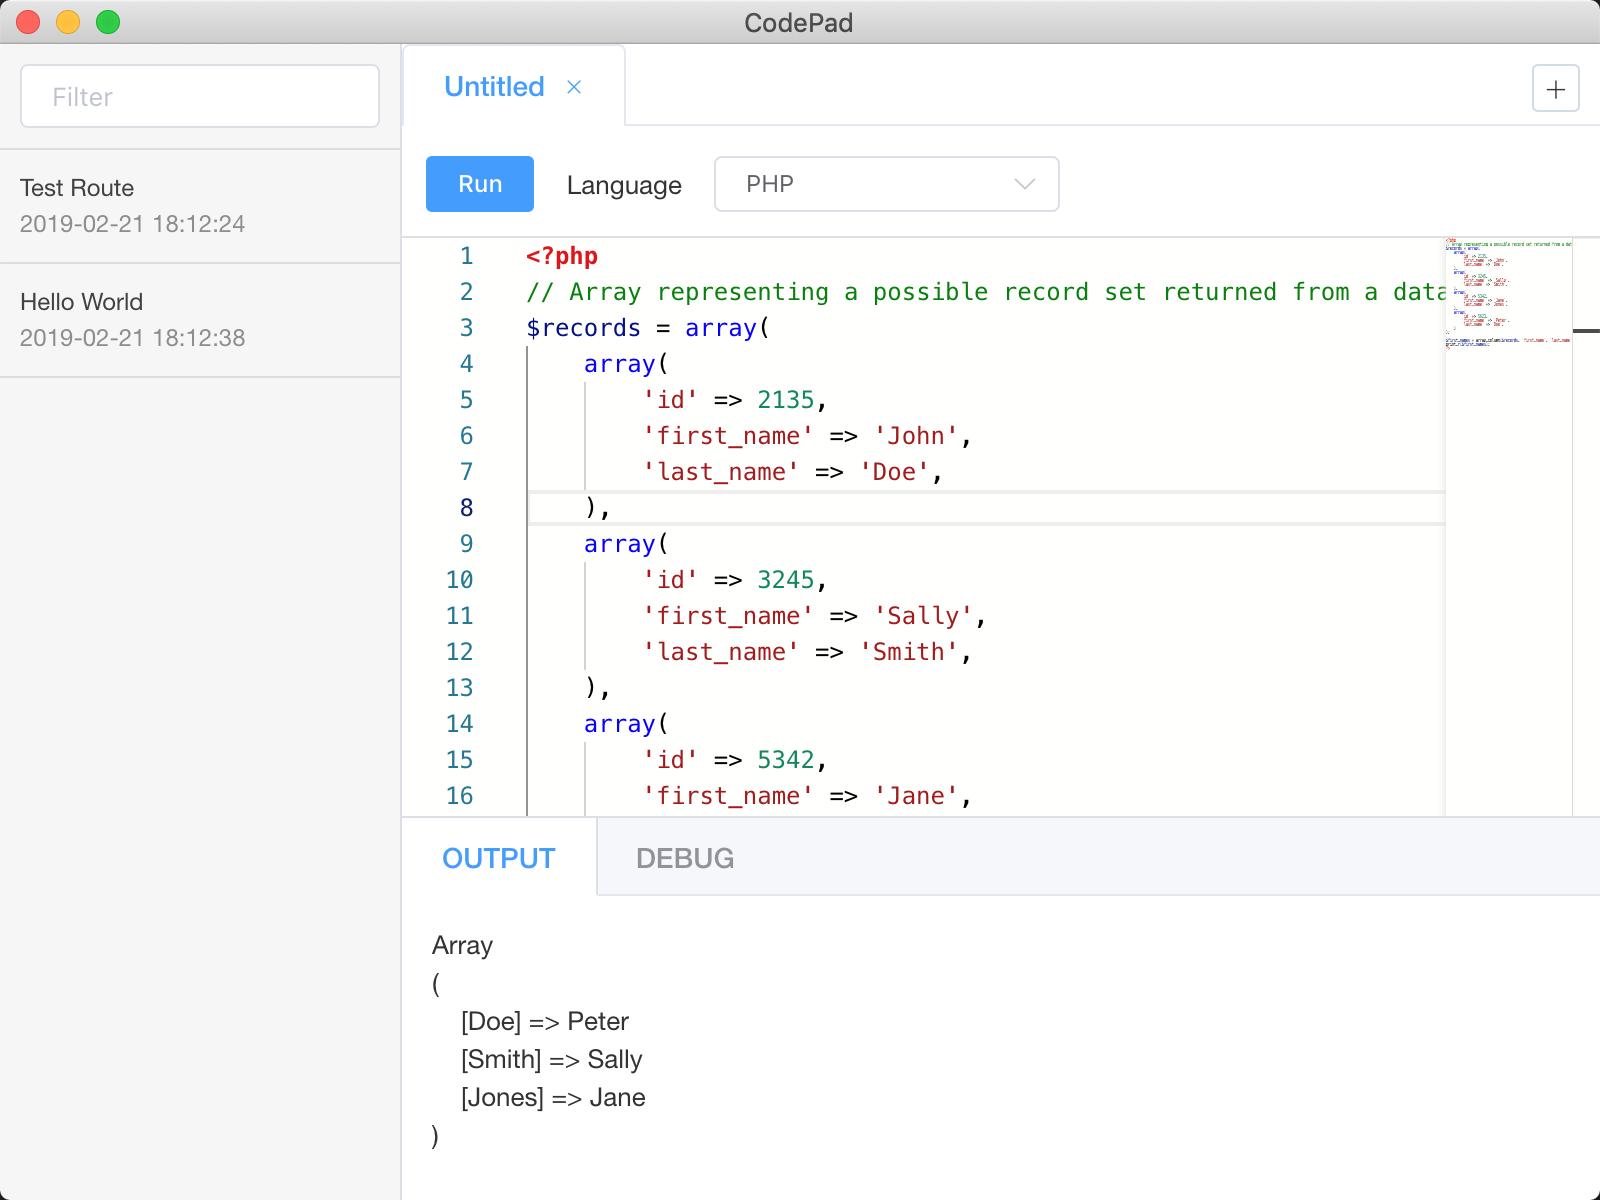 CodePad
Filter
Test Route
2019-02-21 18:12:24
Hello World
2019-02-21 18:12:38
Untitled ×
+
Run Language PHP
1 <?php
2 // Array representing a possible record set returned from a data
3 $records = array(
4 array(
5 'id' => 2135,
6 'first_name' => 'John',
7 'last_name' => 'Doe',
8 ),
9 array(
10 'id' => 3245,
11 'first_name' => 'Sally',
12 'last_name' => 'Smith',
13 ),
14 array(
15 'id' => 5342,
16 'first_name' => 'Jane',
OUTPUT DEBUG
Array
(
[Doe] => Peter
[Smith] => Sally
[Jones] => Jane
)